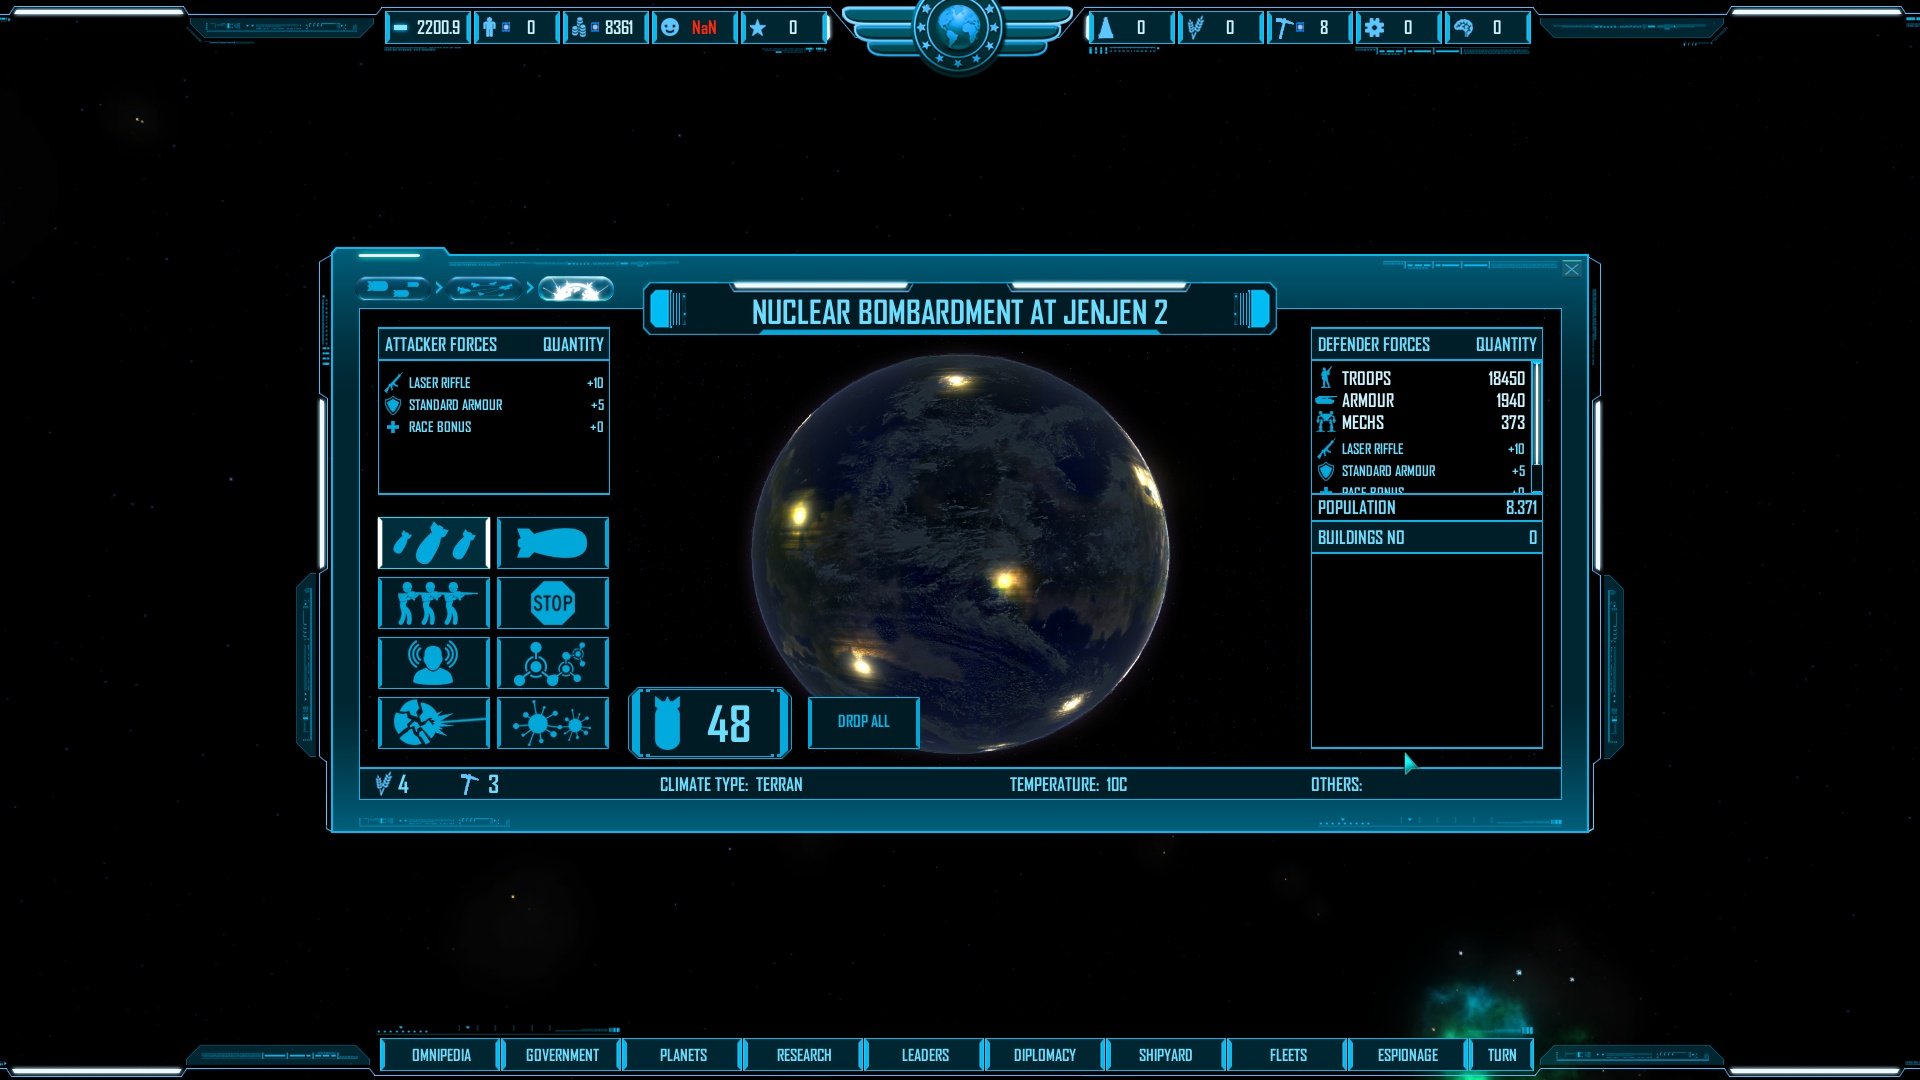 2200.9 0 8361 NaN 0 0 0 8 0 0
NUCLEAR BOMBARDMENT AT JENJEN 2
ATTACKER FORCES QUANTITY
LASER RIFFLE +10
STANDARD ARMOUR +5
RACE BONUS +0
STOP
48
DROP ALL
DEFENDER FORCES QUANTITY
TROOPS 18450
ARMOUR 1940
MECHS 373
LASER RIFFLE +10
STANDARD ARMOUR +5
RACE BONUS +0
POPULATION 8.371
BUILDINGS NO 0
4 3 CLIMATE TYPE: TERRAN TEMPERATURE: 10C OTHERS:
OMNIPEDIA GOVERNMENT PLANETS RESEARCH LEADERS DIPLOMACY SHIPYARD FLEETS ESPIONAGE TURN